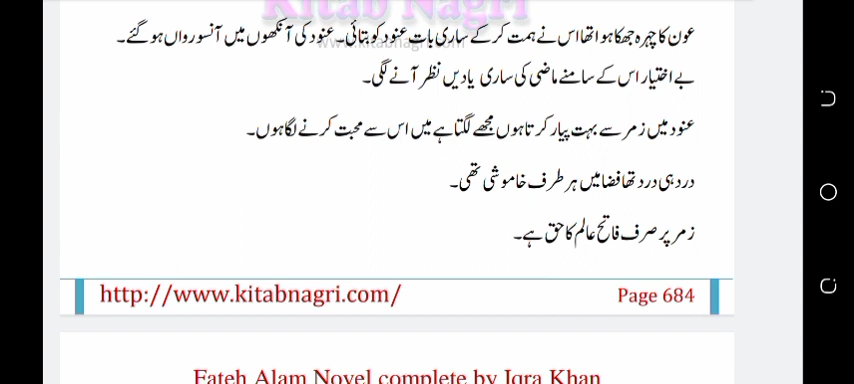 Kitab Nagri
عون کا چہرہ جھکا ہوا تھا اس نے ہمت کر کے ساری بات عنود کو بتائی۔ عنود کی آنکھوں میں آنسو رواں ہو گئے۔
www.kitabnagri.com
بے اختیار اس کے سامنے ماضی کی ساری یادیں نظر آنے لگی۔
عنود میں زمر سے بہت پیار کرتا ہوں مجھے لگتا ہے میں اس سے محبت کرنے لگا ہوں۔
درد ہی درد تھا فضا میں ہر طرف خاموشی تھی۔
زمر پر صرف فاتح عالم کا حق ہے۔
http://www.kitabnagri.com/ Page 684
Fateh Alam Novel complete by Iqra Khan